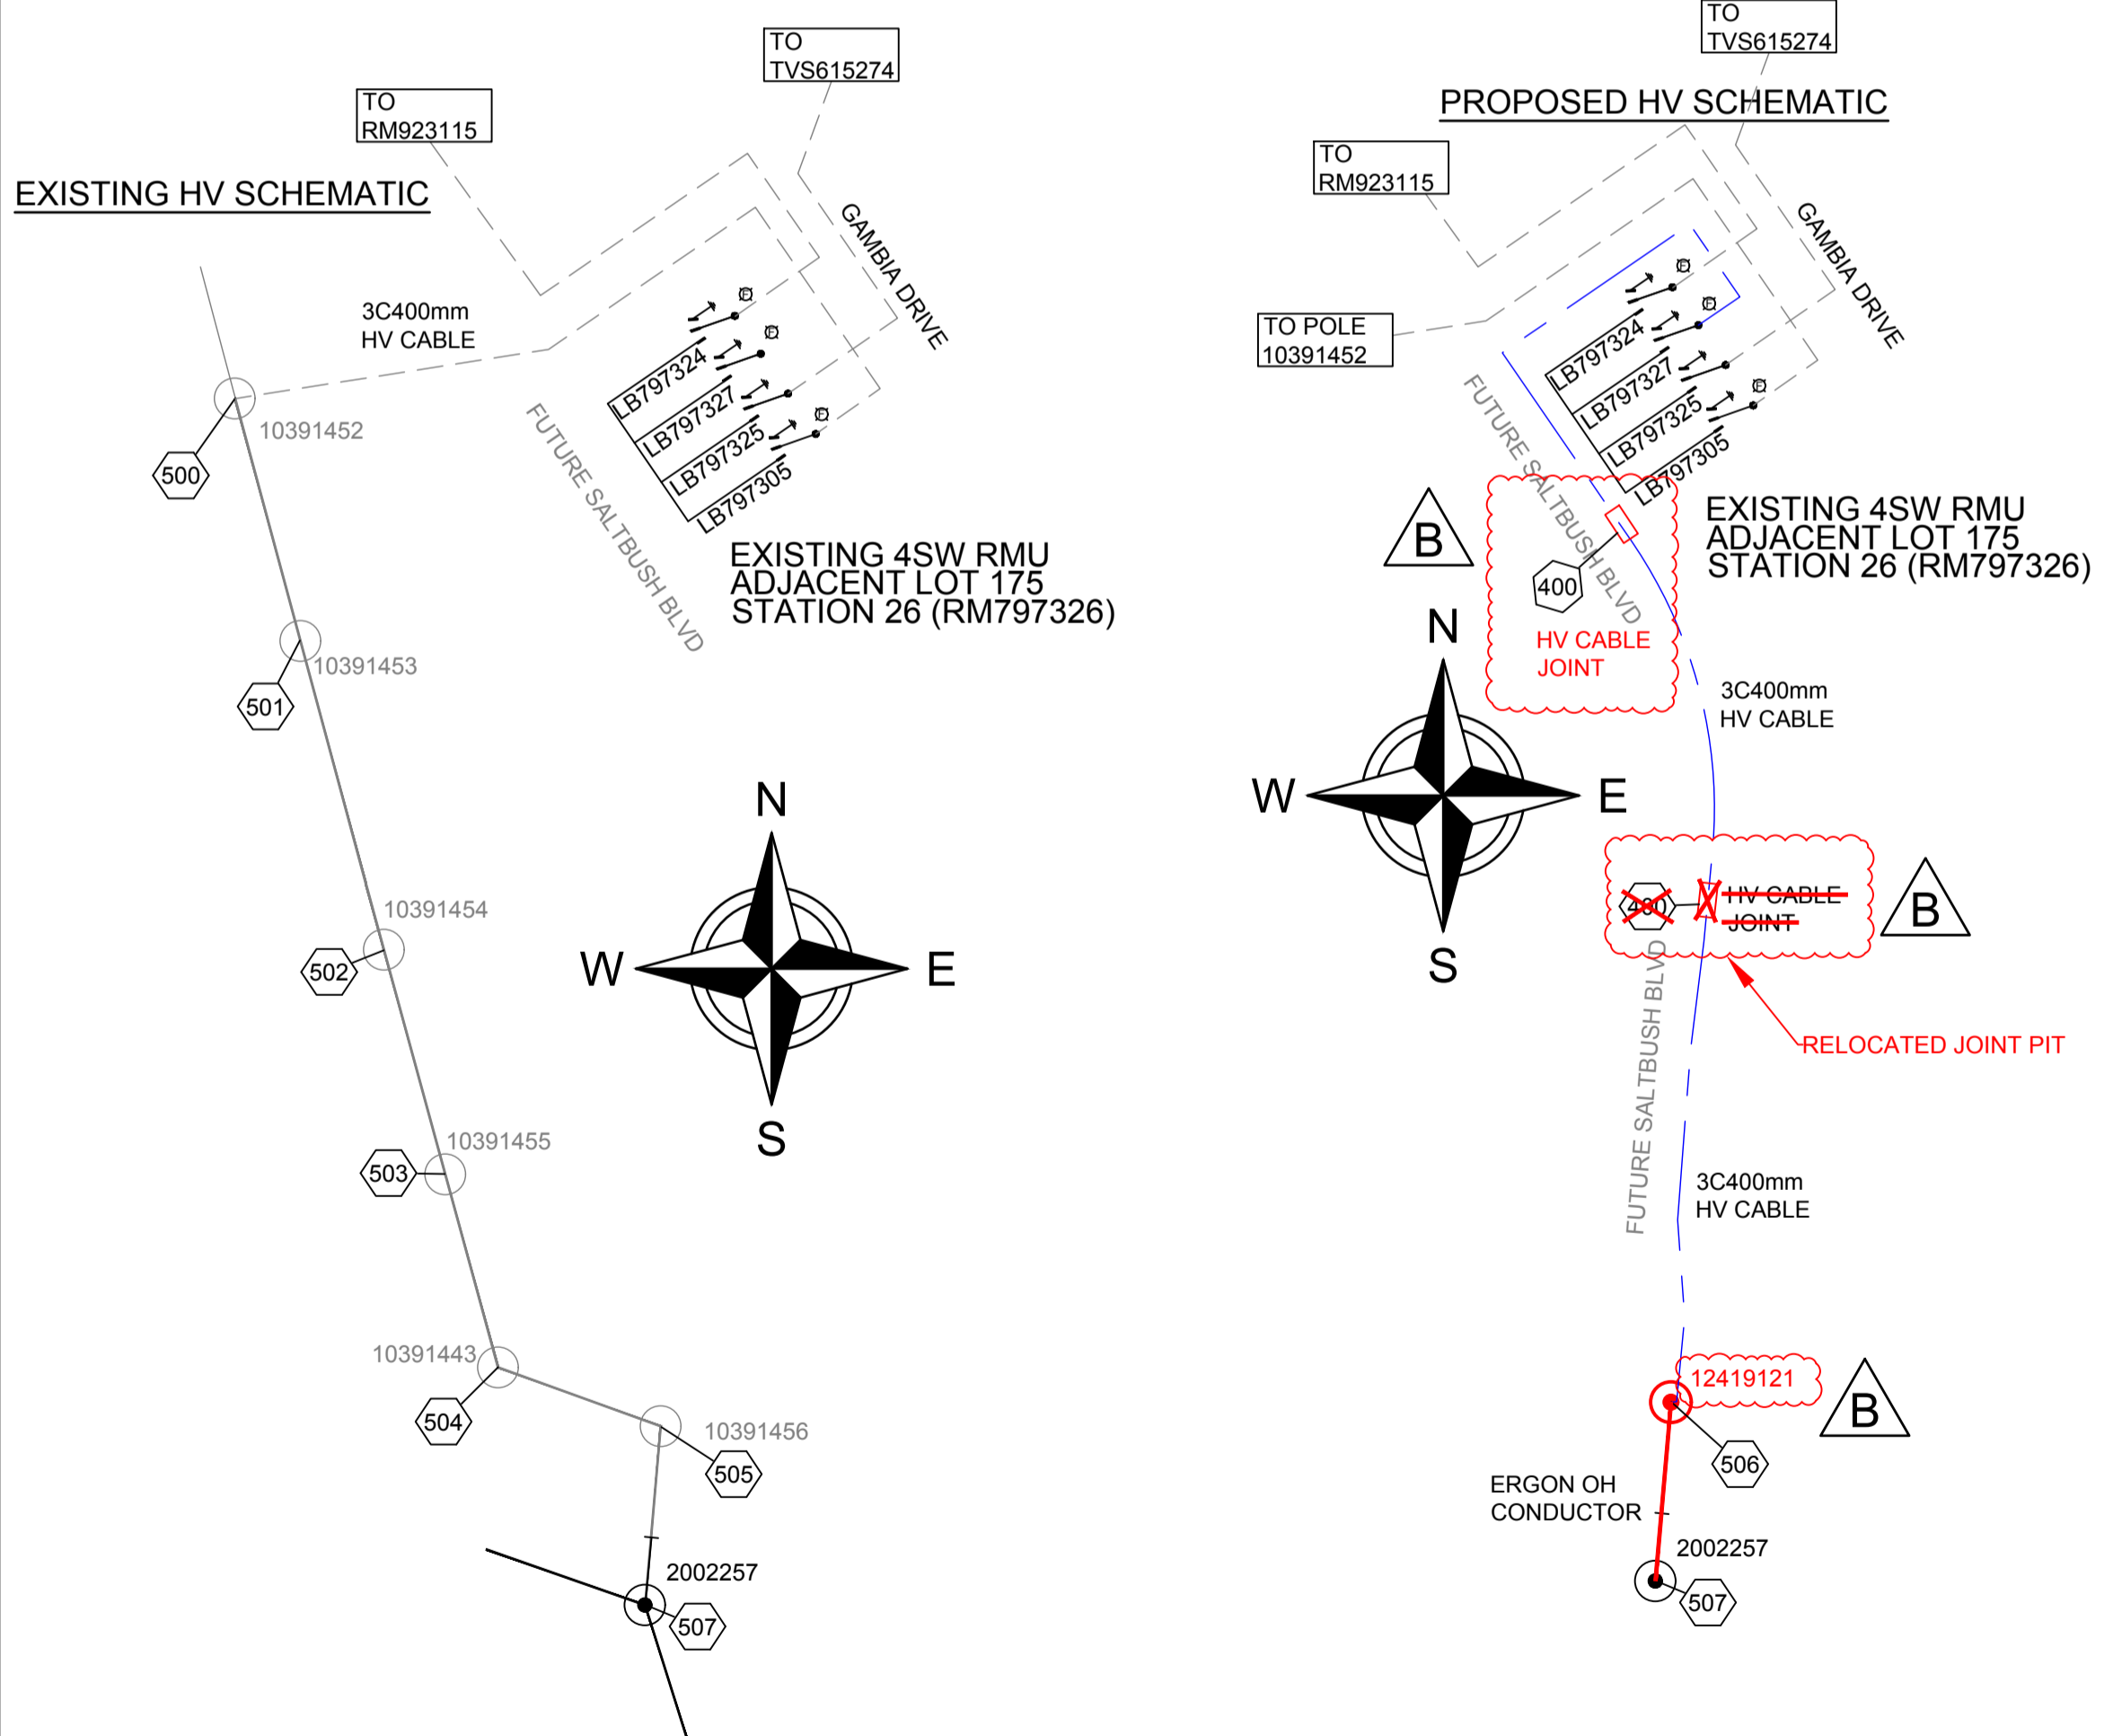 TO
TVS615274
TO
RM923115
EXISTING HV SCHEMATIC
GAMBIA DRIVE
3C400mm
HV CABLE
10391452
500
LB797324
LB797327
LB797325
LB797305
FUTURE SALTBUSH BLVD
EXISTING 4SW RMU
ADJACENT LOT 175
STATION 26 (RM797326)
10391453
501
10391454
502
N
W
E
S
10391455
503
10391443
504
10391456
505
2002257
507
TO
TVS615274
PROPOSED HV SCHEMATIC
TO
RM923115
GAMBIA DRIVE
TO POLE
10391452
LB797324
LB797327
LB797325
LB797305
FUTURE SALTBUSH BLVD
EXISTING 4SW RMU
ADJACENT LOT 175
STATION 26 (RM797326)
B
400
HV CABLE
JOINT
N
W
E
S
3C400mm
HV CABLE
400
HV CABLE
JOINT
B
RELOCATED JOINT PIT
FUTURE SALTBUSH BLVD
3C400mm
HV CABLE
12419121
B
506
ERGON OH
CONDUCTOR
2002257
507